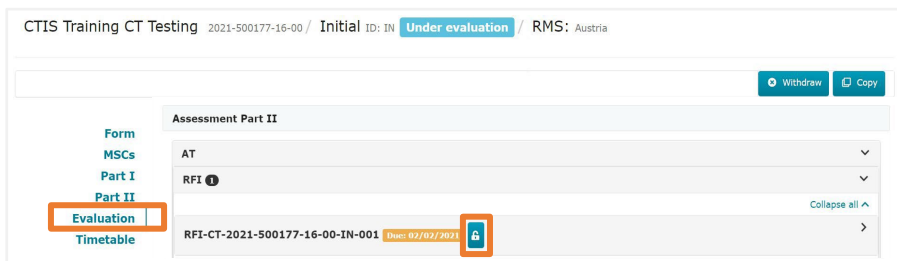 CTIS Training CT Testing 2021-500177-16-00 / Initial ID: IN Under evaluation / RMS: Austria
Withdraw Copy
Assessment Part II
Form
MSCs
Part I
Part II
Evaluation
Timetable
AT
RFI 1
Collapse all
RFI-CT-2021-500177-16-00-IN-001 Due: 02/02/2021